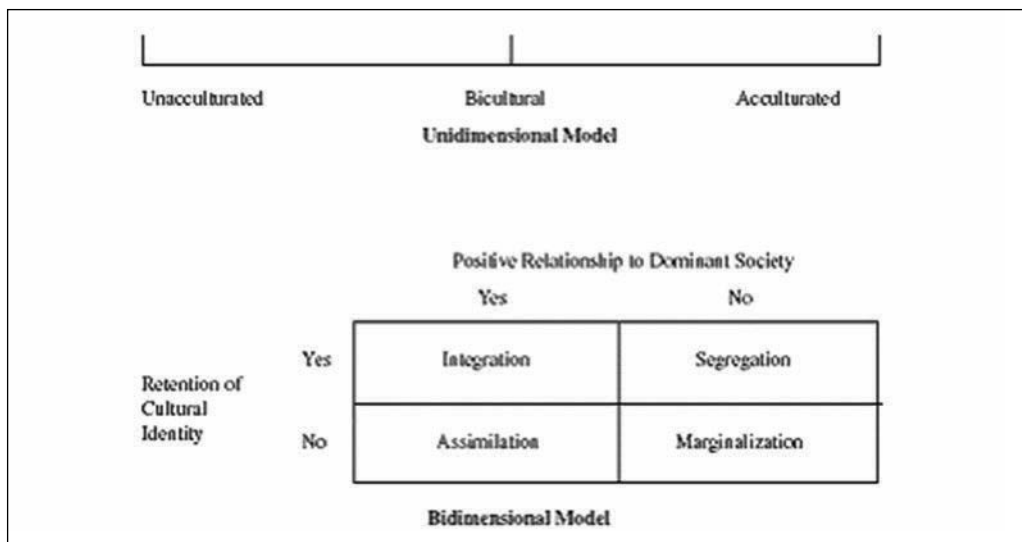 Unacculturated Bicultural Acculturated
Unidimensional Model
Positive Relationship to Dominant Society
Yes No
Yes Integration Segregation
Retention of
Cultural
Identity
No Assimilation Marginalization
Bidimensional Model